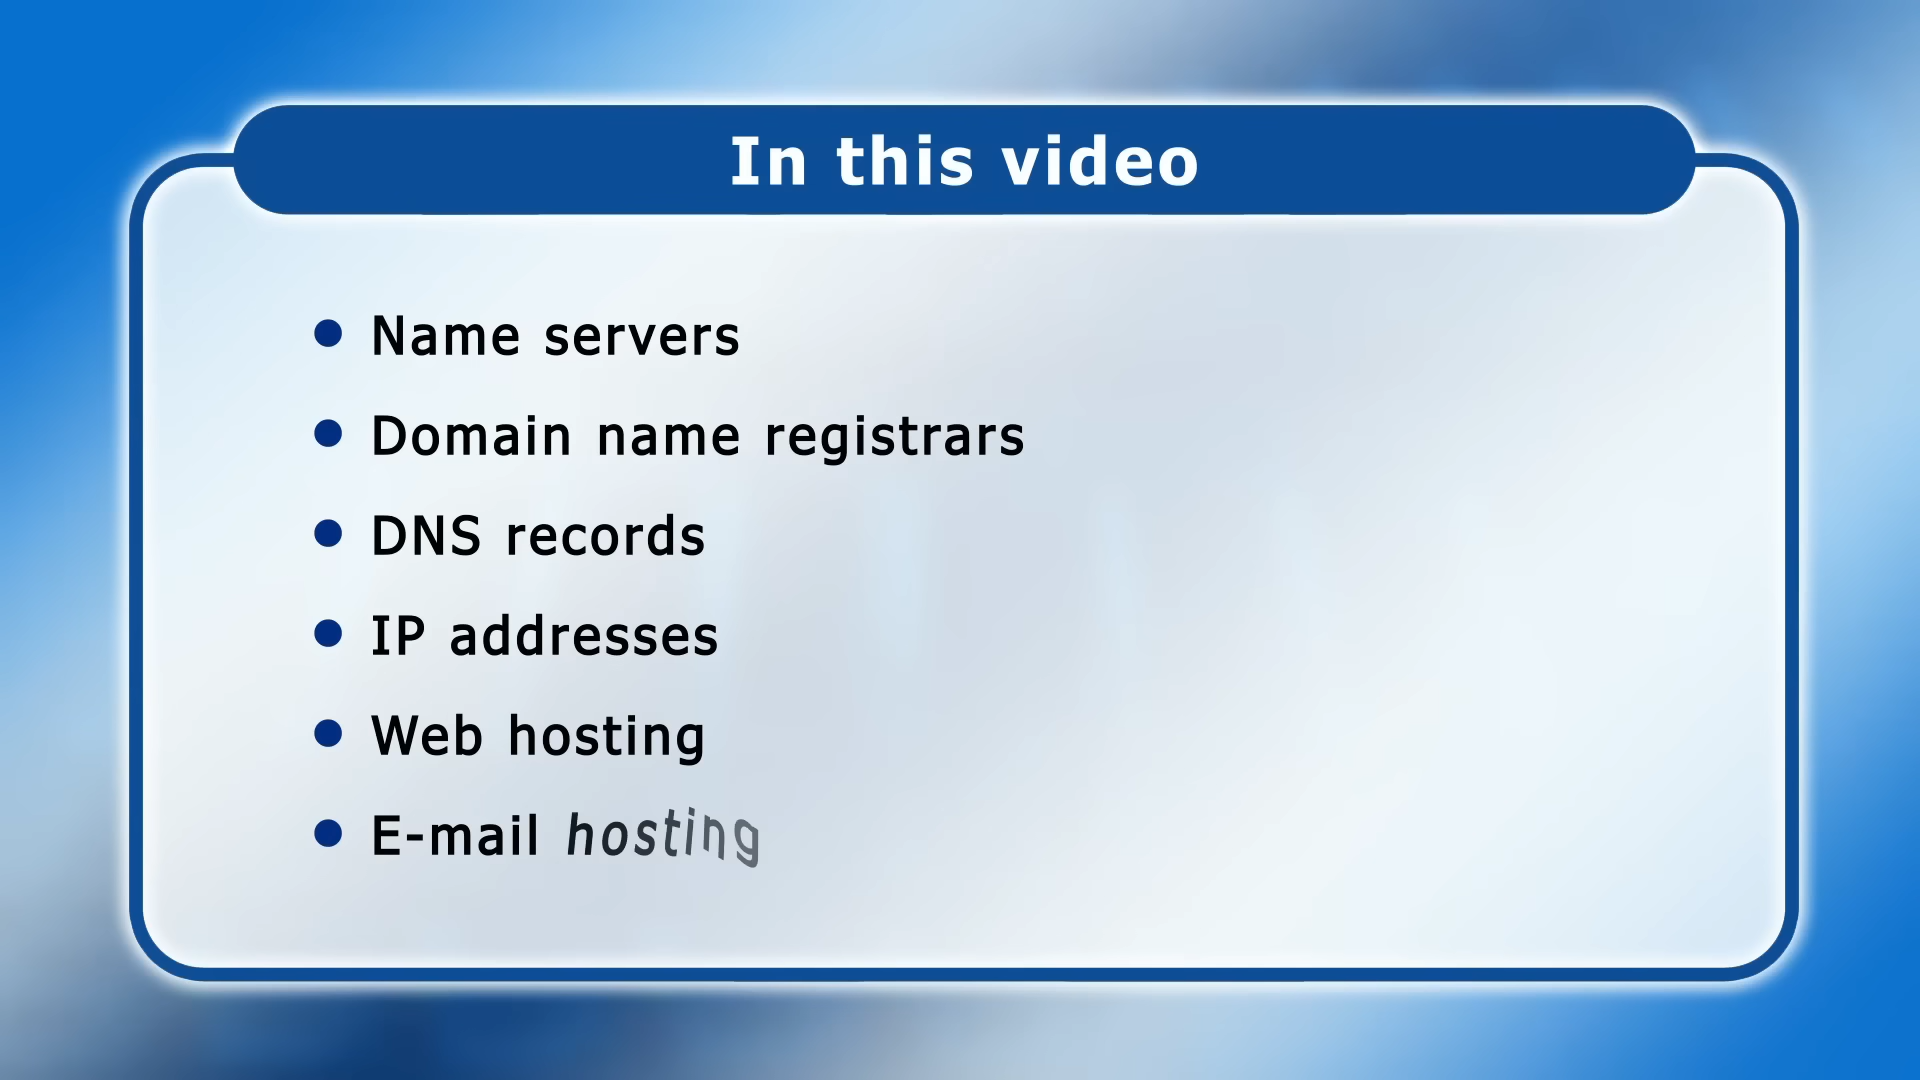 In this video
Name servers
Domain name registrars
DNS records
IP addresses
Web hosting
E-mail hosting